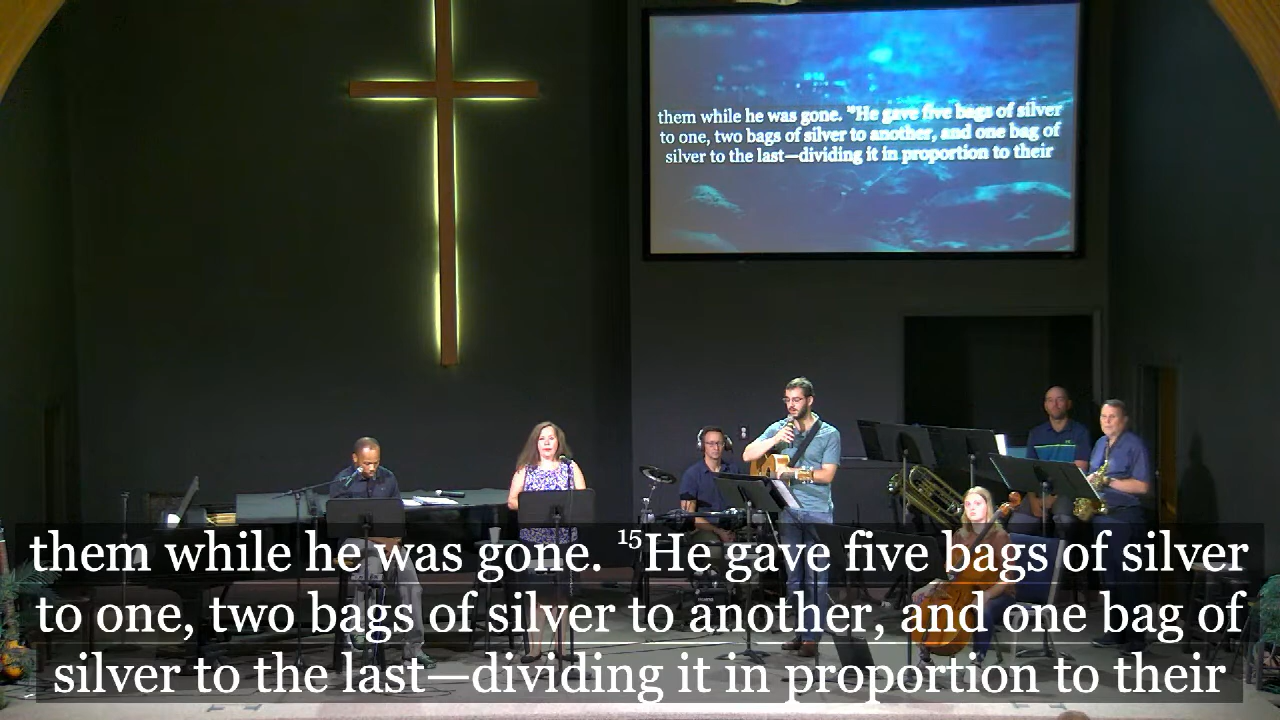 them while he was gone. ¹⁵He gave five bags of silver
to one, two bags of silver to another, and one bag of
silver to the last—dividing it in proportion to their
them while he was gone. ¹⁵He gave five bags of silver
to one, two bags of silver to another, and one bag of
silver to the last—dividing it in proportion to their